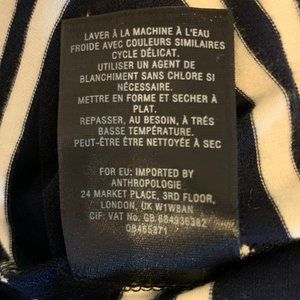 LAVER À LA MACHINE À L'EAU
FROIDE AVEC COULEURS SIMILAIRES
CYCLE DÉLICAT.
UTILISER UN AGENT DE
BLANCHIMENT SANS CHLORE SI
NÉCESSAIRE.
METTRE EN FORME ET SECHER À
PLAT.
REPASSER, AU BESOIN, À TRÉS
BASSE TEMPÉRATURE.
PEUT-ÊTRE ÊTRE NETTOYÉE À SEC
FOR EU: IMPORTED BY
ANTHROPOLOGIE
24 MARKET PLACE, 3RD FLOOR,
LONDON, UK W1W8AN
CIF: VAT No. GB 684936382
OB465371